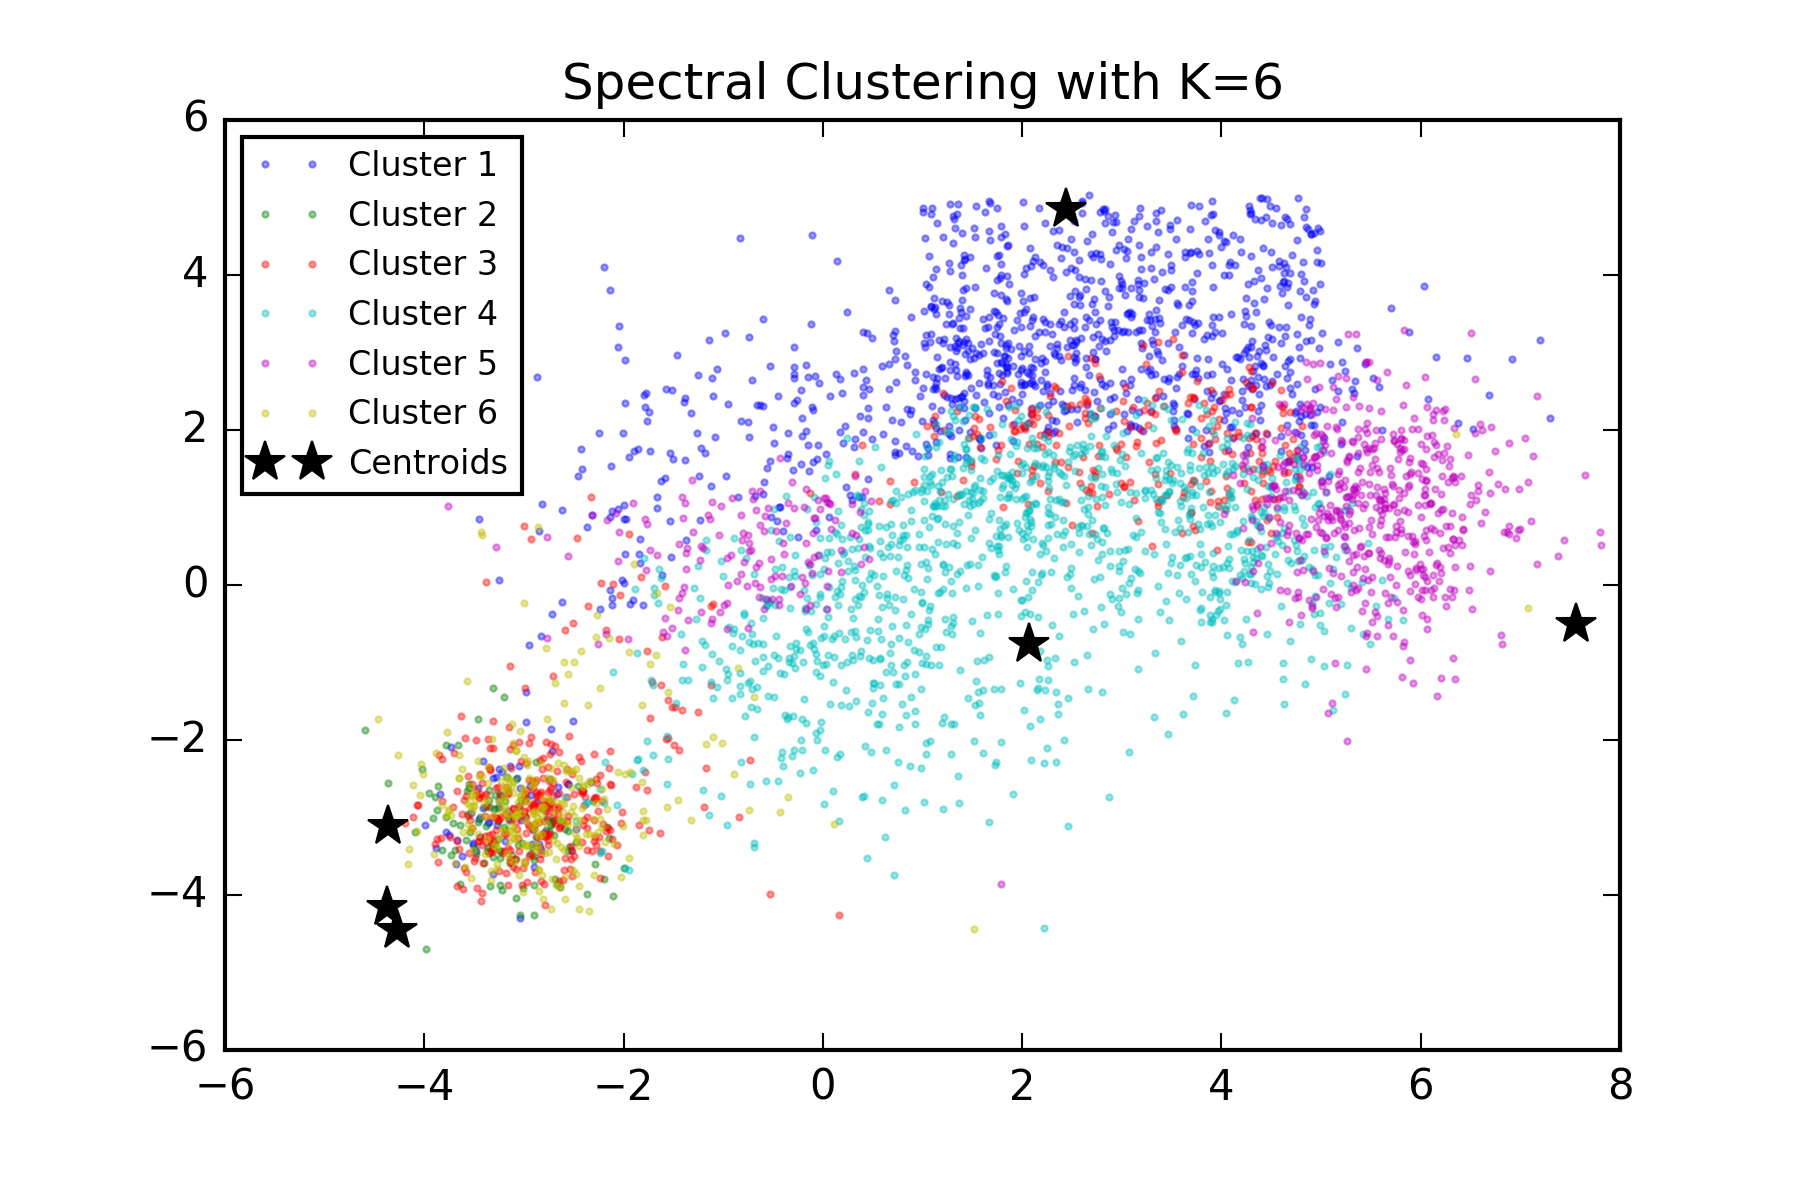 Spectral Clustering with K=6
6
4
2
0
−2
−4
−6
Cluster 1
Cluster 2
Cluster 3
Cluster 4
Cluster 5
Cluster 6
Centroids
−6 −4 −2 0 2 4 6 8